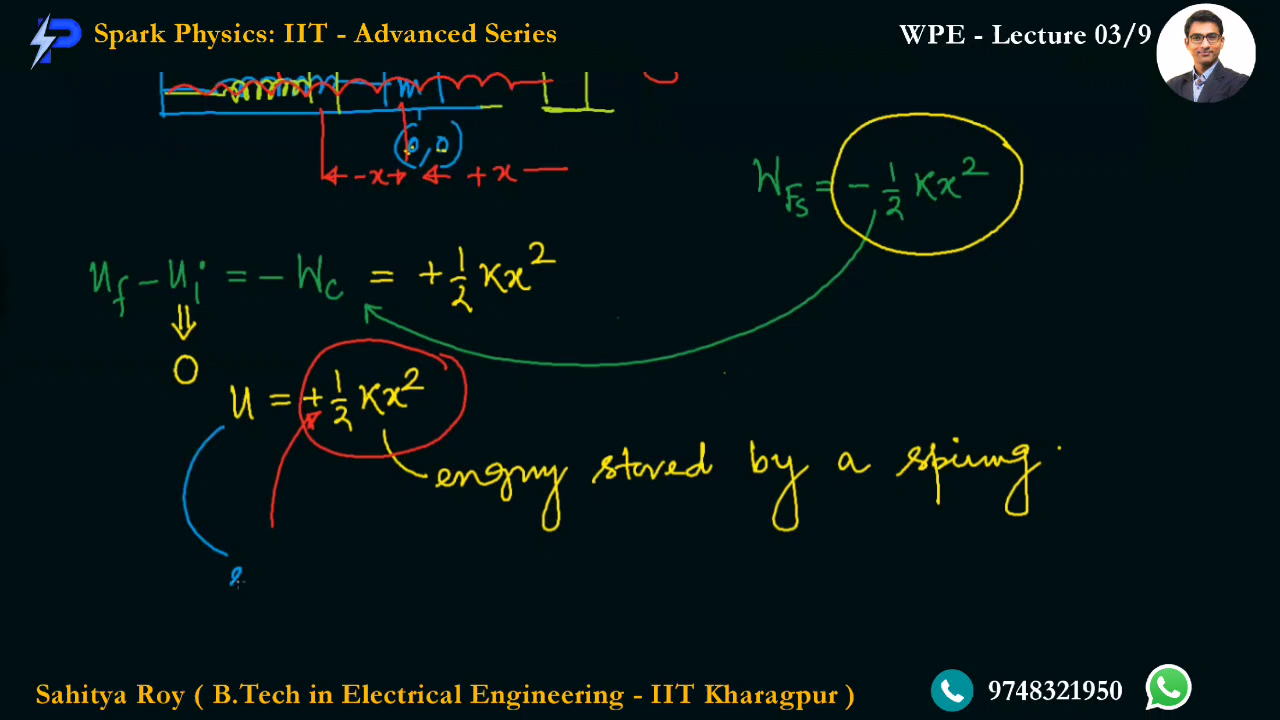 Spark Physics: IIT - Advanced Series
WPE - Lecture 03/9
m
(0,0)
-x +x
W_Fs = - 1/2 Kx²
U_f - U_i = - W_c = + 1/2 Kx²
0
U = + 1/2 Kx²
energy stored by a spring.
Sahitya Roy ( B.Tech in Electrical Engineering - IIT Kharagpur )
9748321950